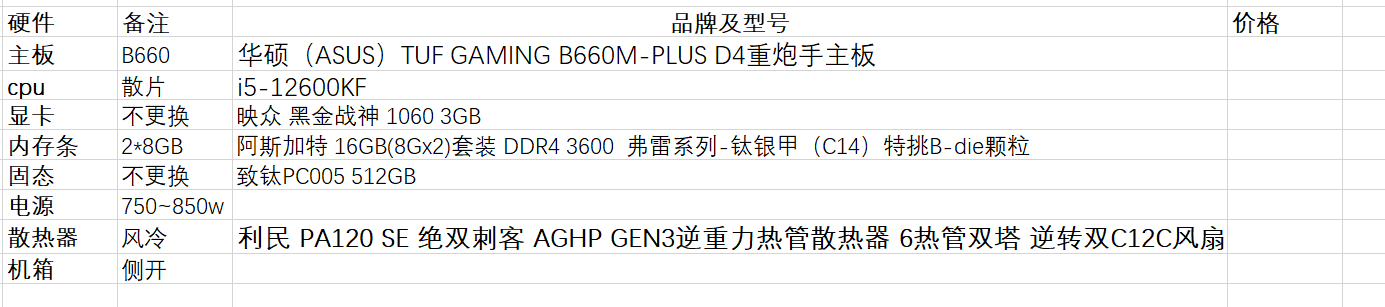 硬件 备注 品牌及型号 价格
主板 B660 华硕（ASUS）TUF GAMING B660M-PLUS D4重炮手主板
cpu 散片 i5-12600KF
显卡 不更换 映众 黑金战神 1060 3GB
内存条 2*8GB 阿斯加特 16GB(8Gx2)套装 DDR4 3600 弗雷系列-钛银甲（C14）特挑B-die颗粒
固态 不更换 致钛PC005 512GB
电源 750~850w
散热器 风冷 利民 PA120 SE 绝双刺客 AGHP GEN3逆重力热管散热器 6热管双塔 逆转双C12C风扇
机箱 侧开